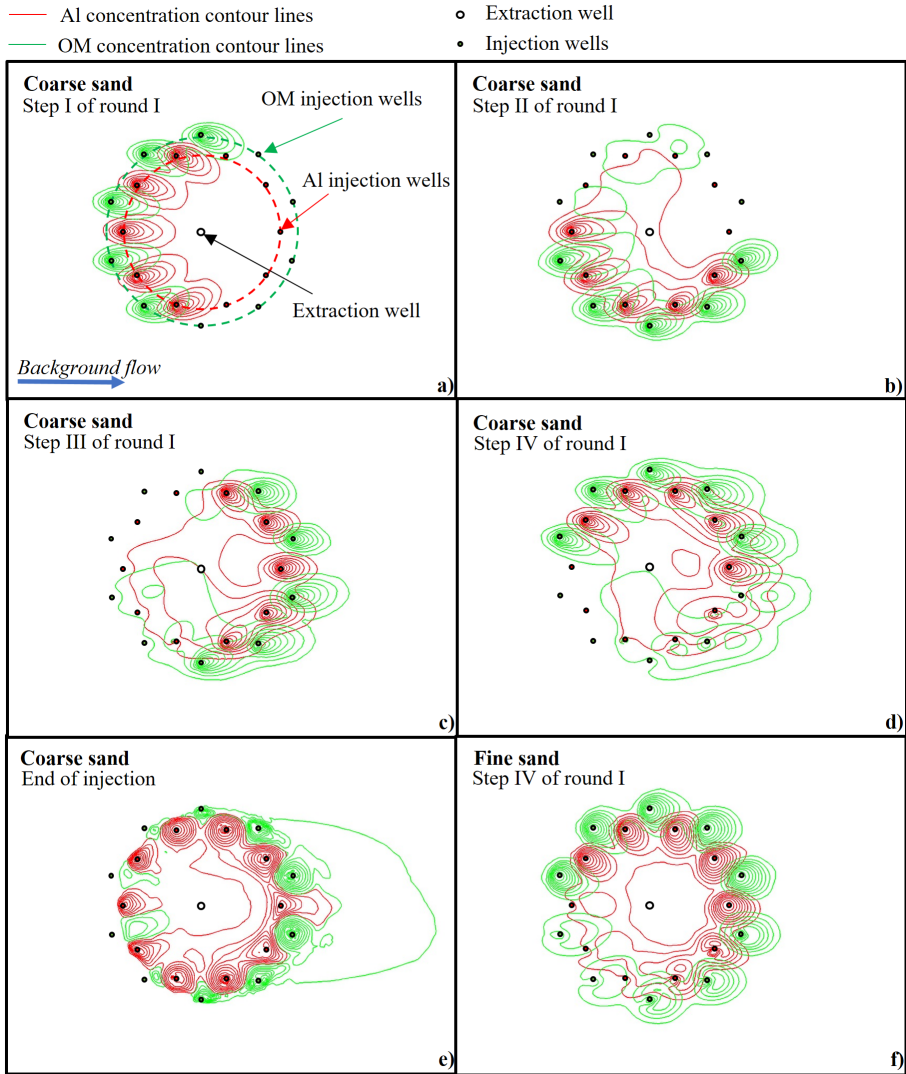 Al concentration contour lines
Extraction well
OM concentration contour lines
Injection wells
Coarse sand
Step I of round I
OM injection wells
Al injection wells
Extraction well
Background flow
a)
Coarse sand
Step II of round I
b)
Coarse sand
Step III of round I
c)
Coarse sand
Step IV of round I
d)
Coarse sand
End of injection
e)
Fine sand
Step IV of round I
f)